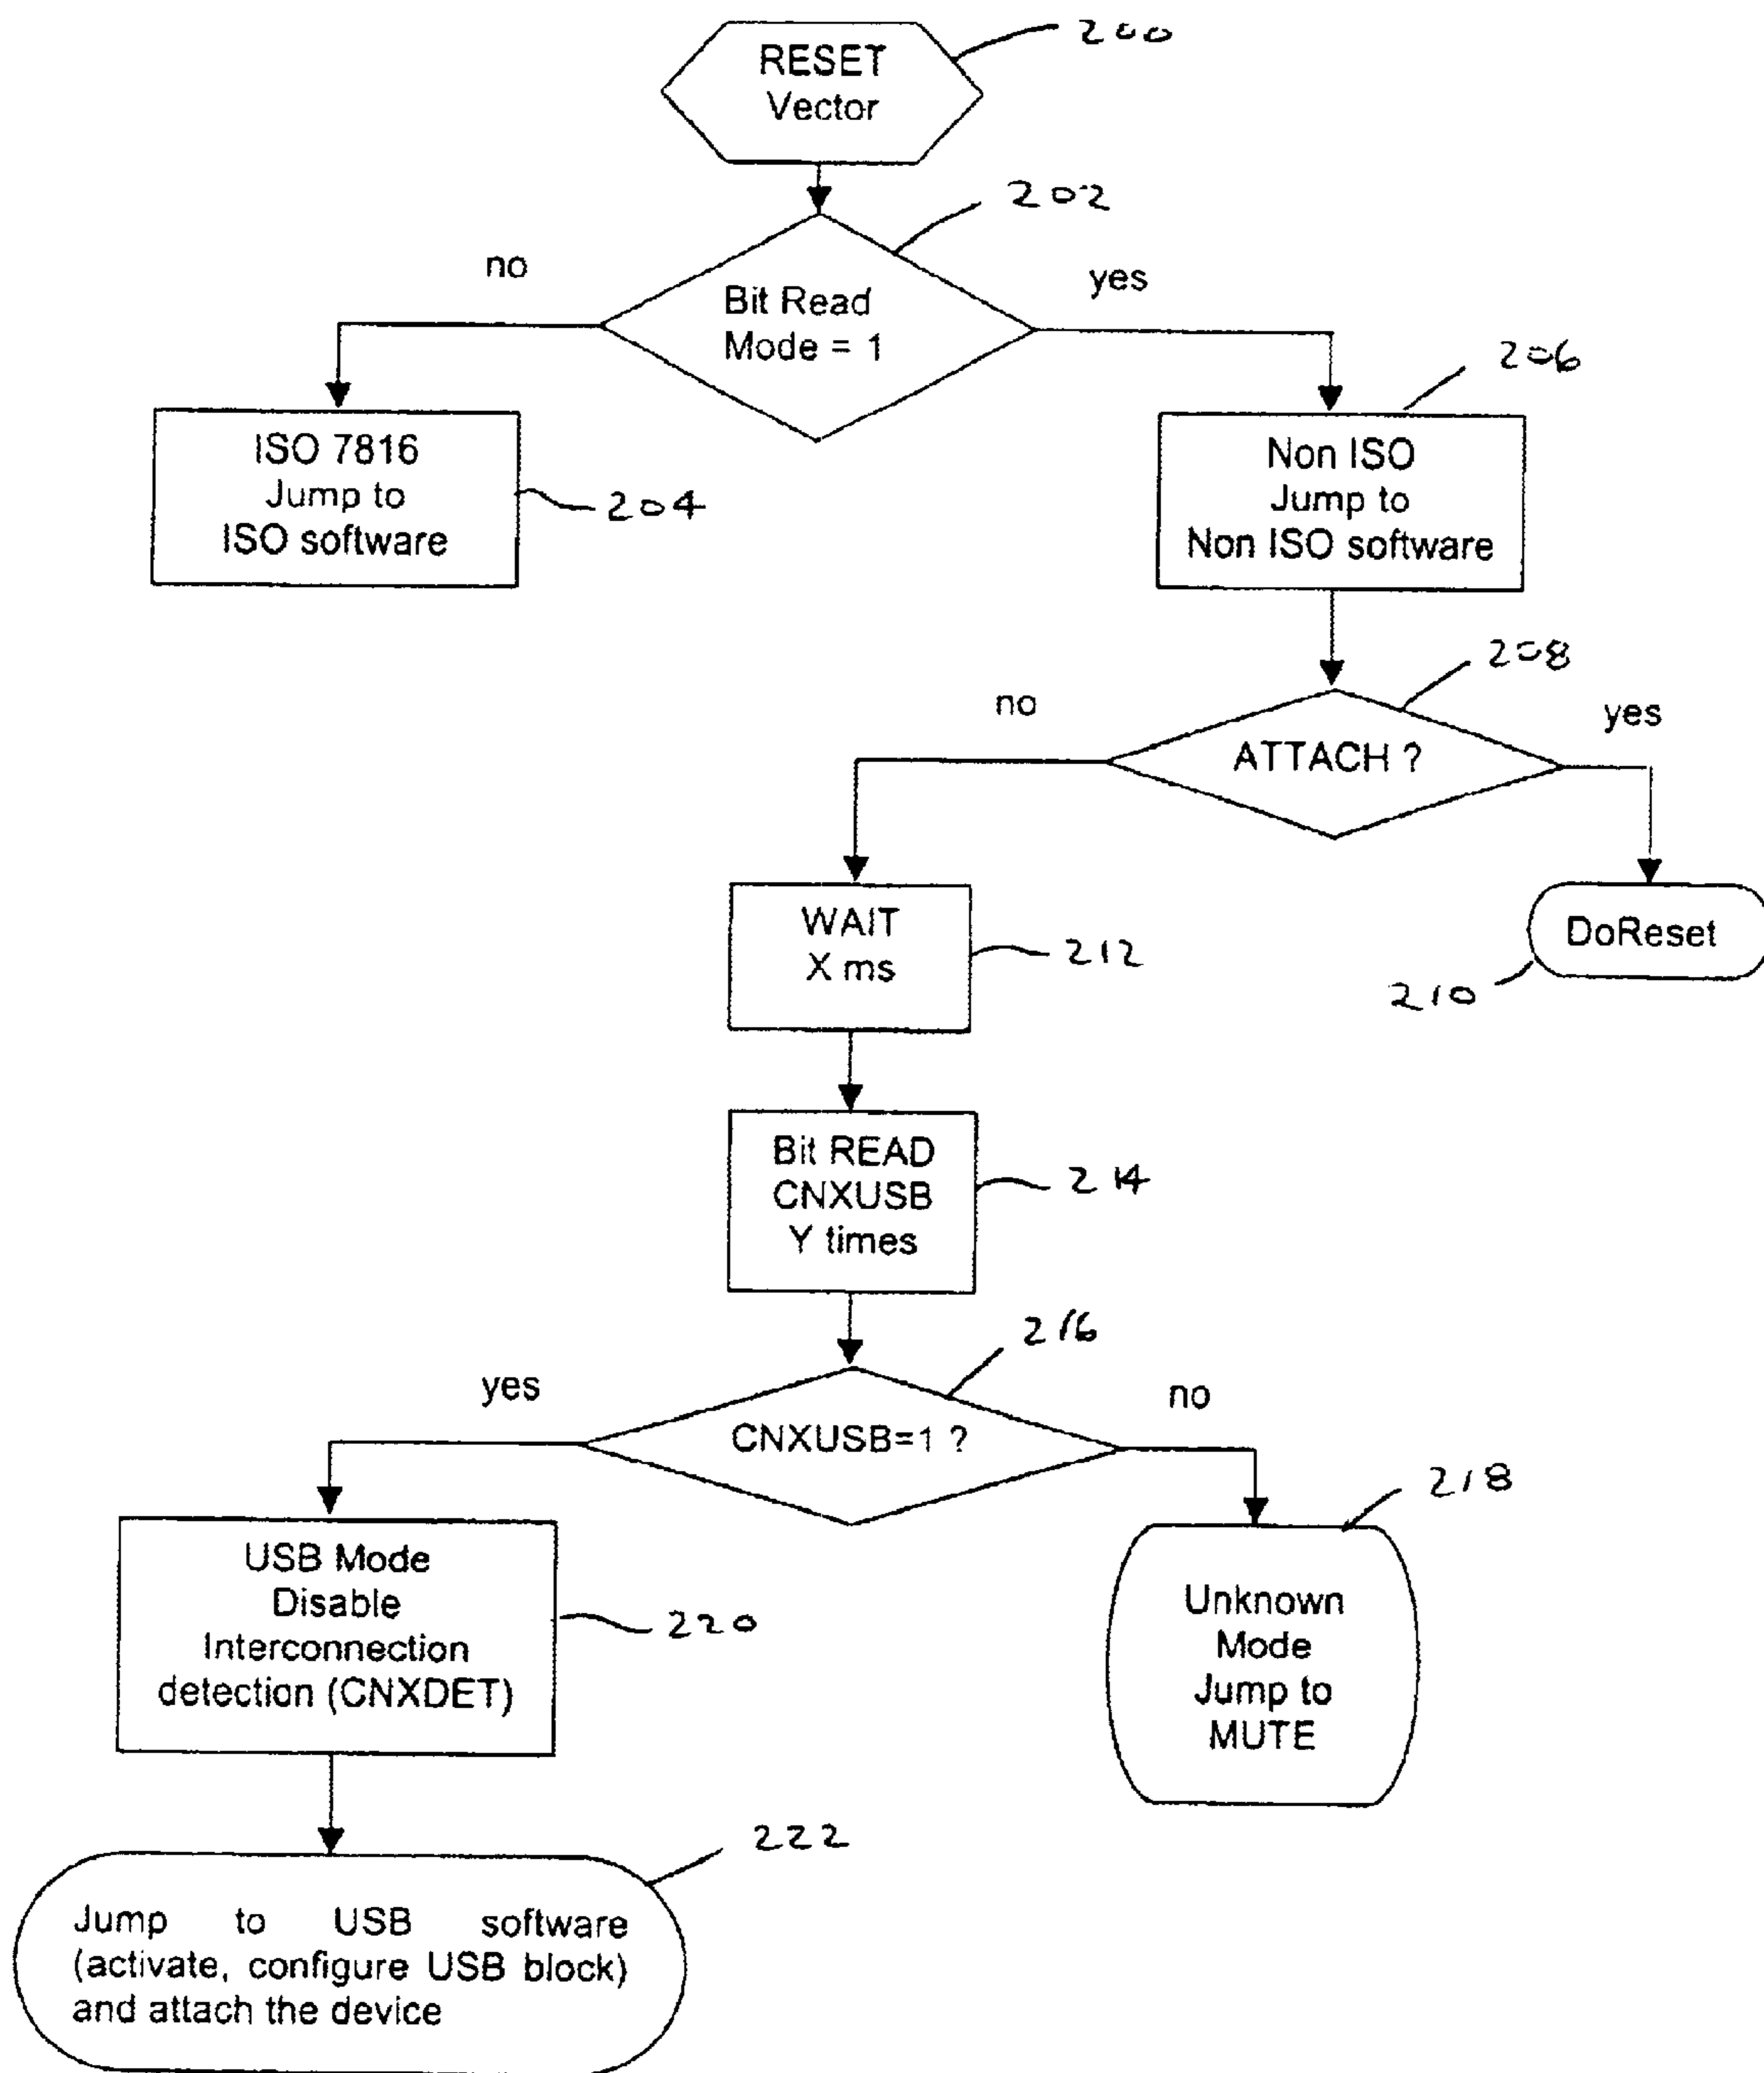 RESET
Vector
200
202
no
yes
Bit Read
Mode = 1
206
ISO 7816
Jump to
ISO software
204
Non ISO
Jump to
Non ISO software
208
no
yes
ATTACH ?
WAIT
X ms
212
DoReset
210
Bit READ
CNXUSB
Y times
214
216
yes
no
CNXUSB=1 ?
218
USB Mode
Disable
Interconnection
detection (CNXDET)
220
Unknown
Mode
Jump to
MUTE
222
Jump to USB software
(activate, configure USB block)
and attach the device